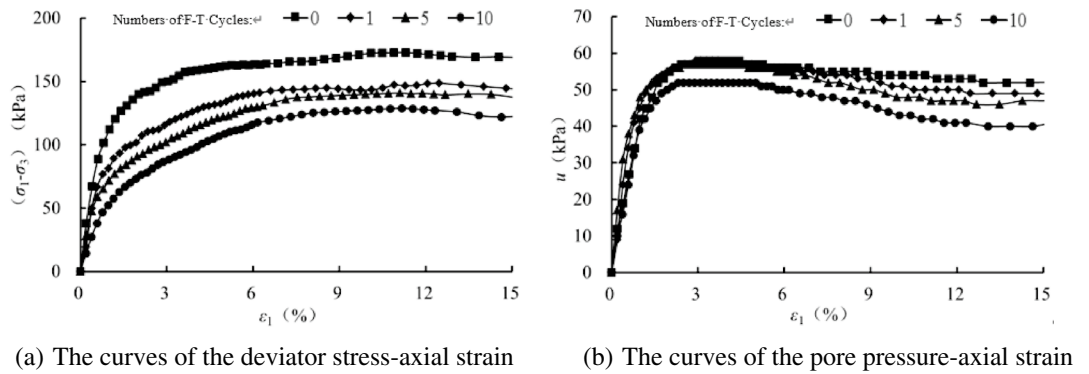 Numbers of F-T Cycles:↵ 0 1 5 10
200
150
100
50
0
(σ₁-σ₃) (kPa)
0 3 6 9 12 15
ε₁ (%)
(a) The curves of the deviator stress-axial strain
Numbers of F-T Cycles:↵ 0 1 5 10
70
60
50
40
30
20
10
0
u (kPa)
0 3 6 9 12 15
ε₁ (%)
(b) The curves of the pore pressure-axial strain